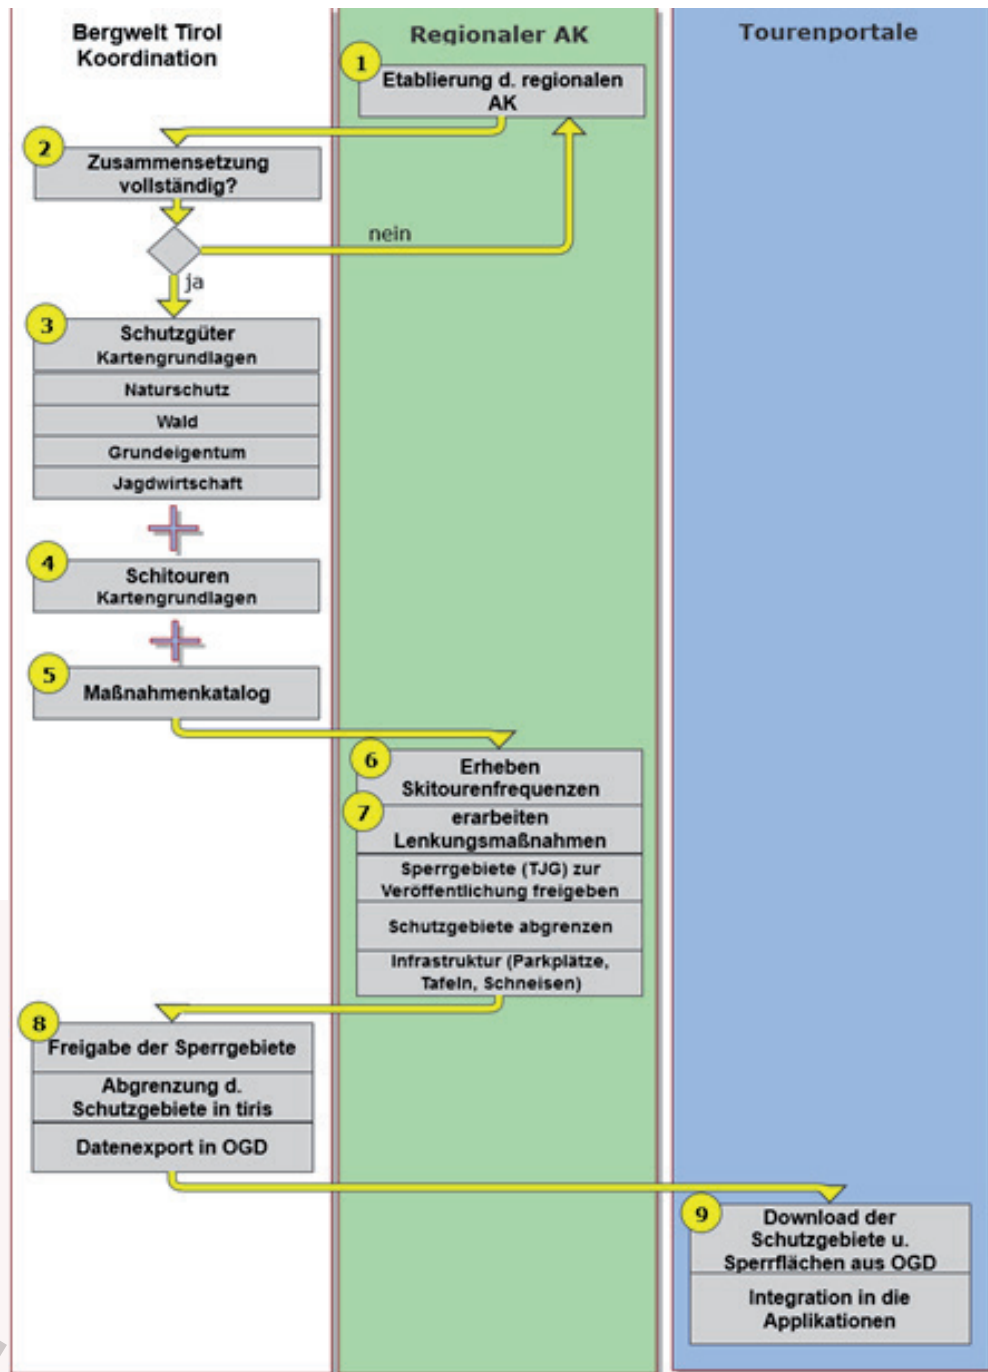 Bergwelt Tirol
Koordination
Regionaler AK
Tourenportale
1
Etablierung d. regionalen
AK
2
Zusammensetzung
vollständig?
nein
ja
3
Schutzgüter
Kartengrundlagen
Naturschutz
Wald
Grundeigentum
Jagdwirtschaft
4
Schitouren
Kartengrundlagen
5
Maßnahmenkatalog
6
Erheben
Skitourenfrequenzen
7
erarbeiten
Lenkungsmaßnahmen
Sperrgebiete (TJG) zur
Veröffentlichung freigeben
Schutzgebiete abgrenzen
Infrastruktur (Parkplätze,
Tafeln, Schneisen)
8
Freigabe der Sperrgebiete
Abgrenzung d.
Schutzgebiete in tiris
Datenexport in OGD
9
Download der
Schutzgebiete u.
Sperrflächen aus OGD
Integration in die
Applikationen